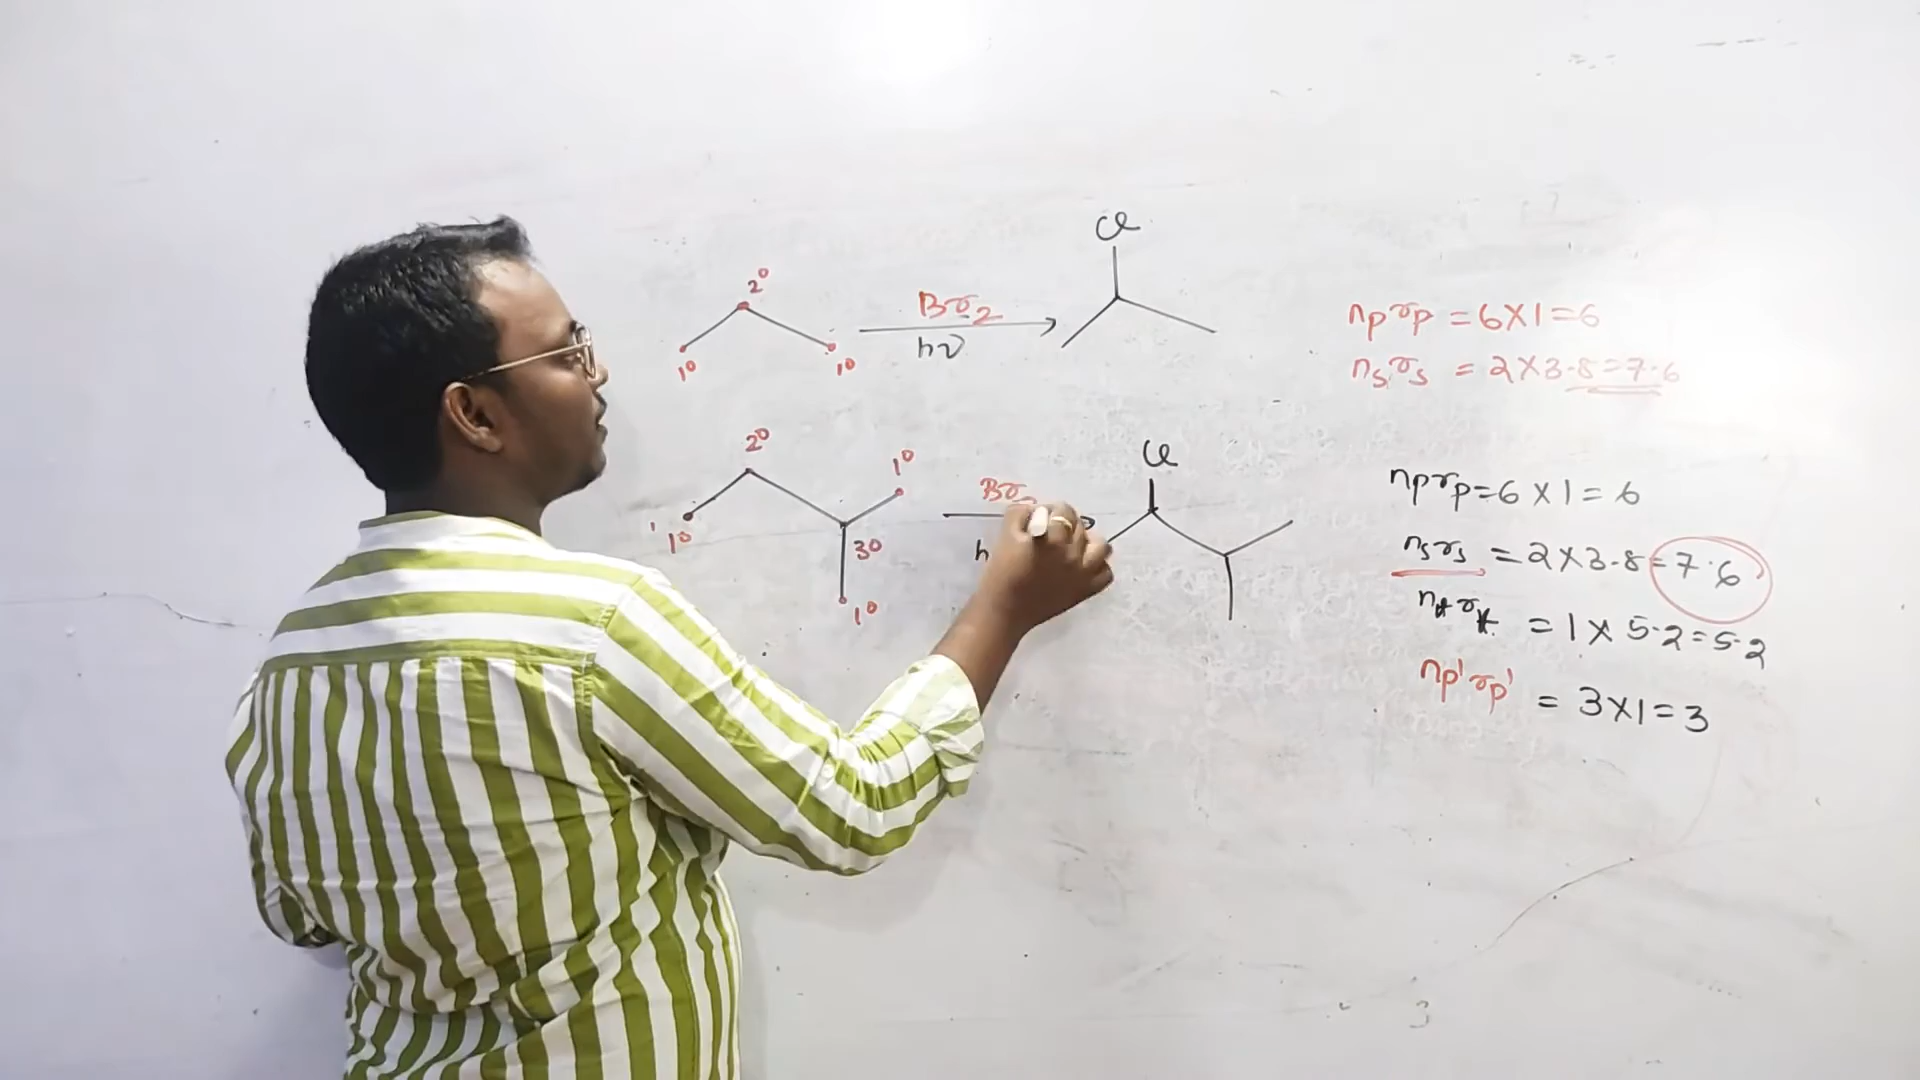 Cl
2°
Br2
1°
1°
hν
nprp = 6×1=6
nsrs = 2×3.8=7.6
Cl
2°
1°
Br
1°
3°
h
1°
nprp=6×1=6
nsrs = 2×3.8=7.6
= 1×5.2=5.2
np'rp' = 3×1=3
3